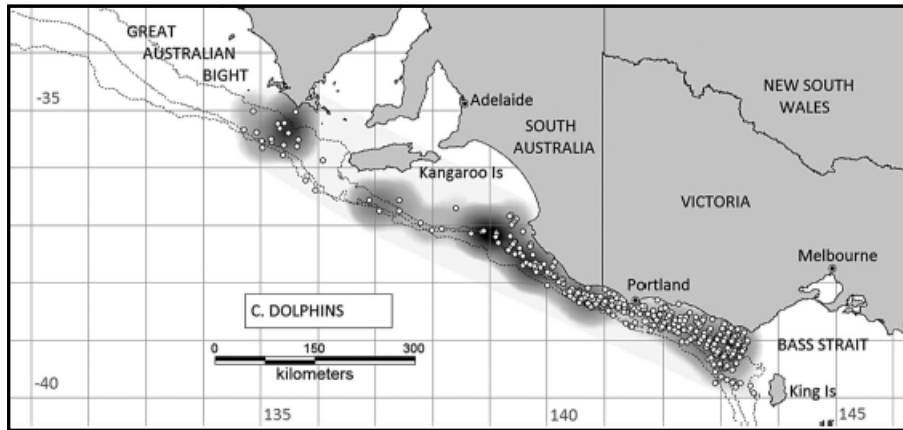 GREAT
AUSTRALIAN
BIGHT
-35
Adelaide
NEW SOUTH
WALES
SOUTH
AUSTRALIA
Kangaroo Is
VICTORIA
Melbourne
Portland
C. DOLPHINS
0 150 300
kilometers
BASS STRAIT
-40
King Is
135
140
145